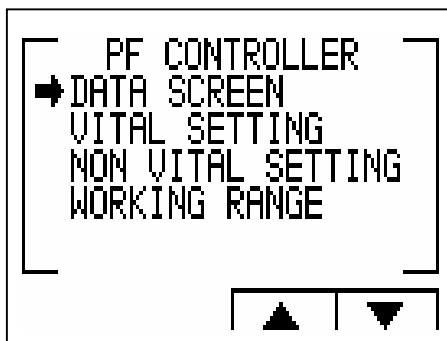 PF CONTROLLER
DATA SCREEN
VITAL SETTING
NON VITAL SETTING
WORKING RANGE